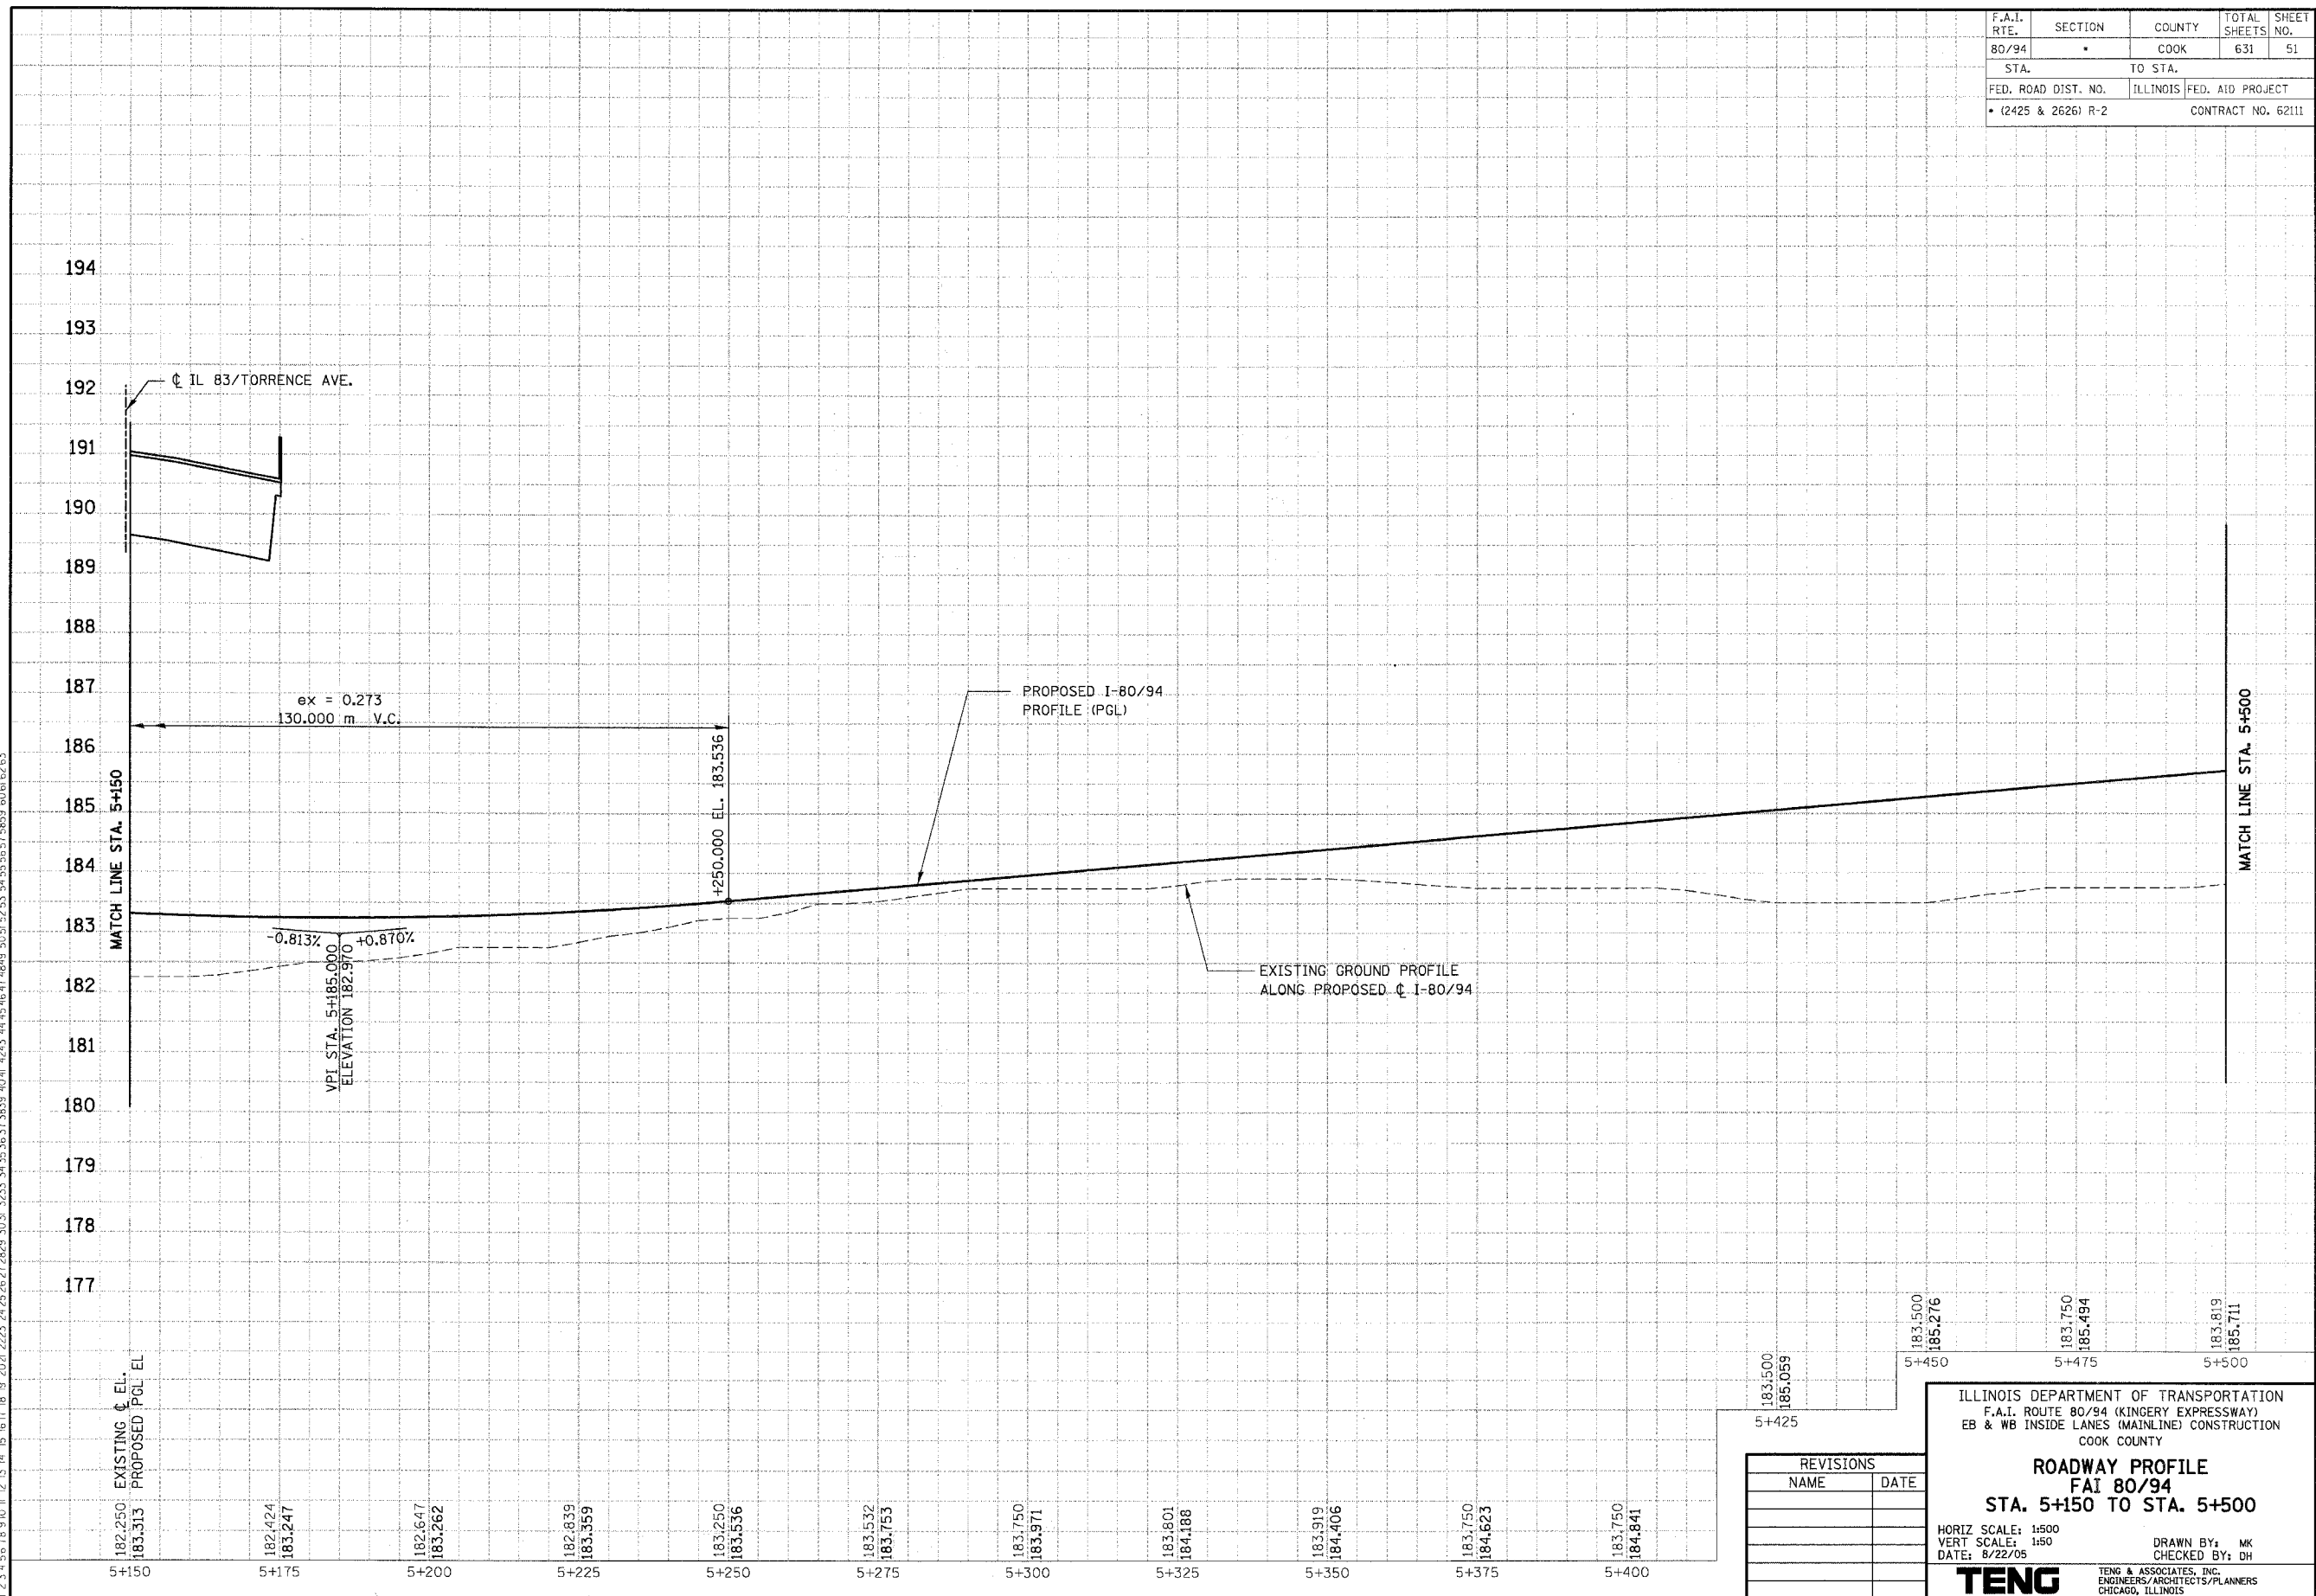 F.A.I. RTE. SECTION COUNTY TOTAL SHEETS SHEET NO.
80/94 * COOK 631 51
STA. TO STA.
FED. ROAD DIST. NO. ILLINOIS FED. AID PROJECT
* (2425 & 2626) R-2 CONTRACT NO. 62111
194
193
192
191
190
189
188
187
186
185
184
183
182
181
180
179
178
177
℄ IL 83/TORRENCE AVE.
ex = 0.273
130.000 m V.C.
MATCH LINE STA. 5+150
+250.000 EL. 183.536
PROPOSED I-80/94
PROFILE (PGL)
-0.813% +0.870%
VPI STA. 5+185.000
ELEVATION 182.970
EXISTING GROUND PROFILE
ALONG PROPOSED ℄ I-80/94
MATCH LINE STA. 5+500
EXISTING ℄ EL.
PROPOSED PGL EL
182.250
183.313
5+150
182.424
183.247
5+175
182.647
183.262
5+200
182.839
183.359
5+225
183.250
183.536
5+250
183.532
183.753
5+275
183.750
183.971
5+300
183.801
184.188
5+325
183.919
184.406
5+350
183.750
184.623
5+375
183.750
184.841
5+400
183.500
185.059
5+425
183.500
185.276
5+450
183.750
185.494
5+475
183.819
185.711
5+500
REVISIONS
NAME DATE
ILLINOIS DEPARTMENT OF TRANSPORTATION
F.A.I. ROUTE 80/94 (KINGERY EXPRESSWAY)
EB & WB INSIDE LANES (MAINLINE) CONSTRUCTION
COOK COUNTY
ROADWAY PROFILE
FAI 80/94
STA. 5+150 TO STA. 5+500
HORIZ SCALE: 1:500
VERT SCALE: 1:50 DRAWN BY: MK
DATE: 8/22/05 CHECKED BY: DH
TENG
TENG & ASSOCIATES, INC.
ENGINEERS/ARCHITECTS/PLANNERS
CHICAGO, ILLINOIS